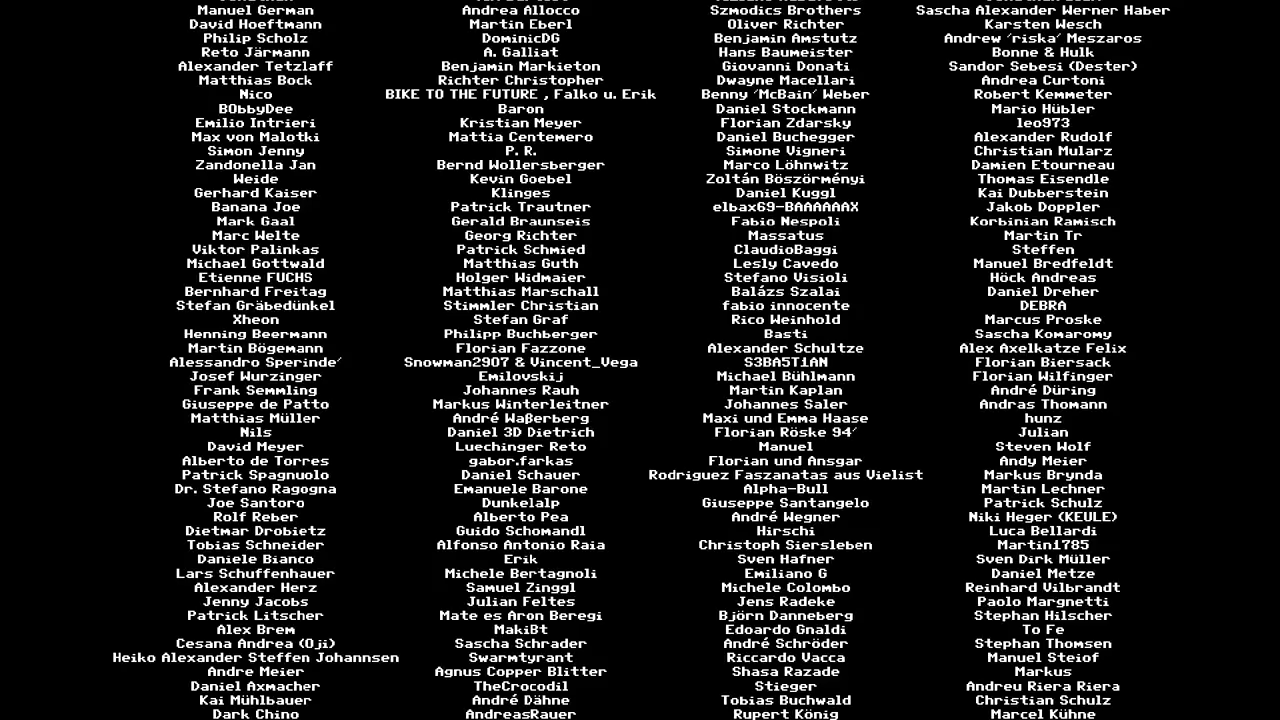 Manuel German
David Hoeftmann
Philip Scholz
Reto Järmann
Alexander Tetzlaff
Matthias Bock
Nico
BObbyDee
Emilio Intrieri
Max von Malotki
Simon Jenny
Zandonella Jan
Weide
Gerhard Kaiser
Banana Joe
Mark Gaal
Marc Welte
Viktor Palinkas
Michael Gottwald
Etienne FUCHS
Bernhard Freitag
Stefan Gräbedünkel
Xheon
Henning Beermann
Martin Bögemann
Alessandro Sperinde´
Josef Wurzinger
Frank Semmling
Giuseppe de Patto
Matthias Müller
Nils
David Meyer
Alberto de Torres
Patrick Spagnuolo
Dr. Stefano Ragogna
Joe Santoro
Rolf Reber
Dietmar Drobietz
Tobias Schneider
Daniele Bianco
Lars Schuffenhauer
Alexander Herz
Jenny Jacobs
Patrick Litscher
Alex Brem
Cesana Andrea (Oji)
Heiko Alexander Steffen Johannsen
Andre Meier
Daniel Axmacher
Kai Mühlbauer
Dark Chino
Andrea Allocco
Martin Eberl
DominicDG
A. Galliat
Benjamin Markieton
Richter Christopher
BIKE TO THE FUTURE , Falko u. Erik
Baron
Kristian Meyer
Mattia Centemero
P. R.
Bernd Wollersberger
Kevin Goebel
Klinges
Patrick Trautner
Gerald Braunseis
Georg Richter
Patrick Schmied
Matthias Guth
Holger Widmaier
Matthias Marschall
Stimmler Christian
Stefan Graf
Philipp Buchberger
Florian Fazzone
Snowman2907 & Vincent_Vega
Emilovskij
Johannes Rauh
Markus Winterleitner
André Waßerberg
Daniel 3D Dietrich
Luechinger Reto
gabor.farkas
Daniel Schauer
Emanuele Barone
Dunkelalp
Alberto Pea
Guido Schomandl
Alfonso Antonio Raia
Erik
Michele Bertagnoli
Samuel Zinggl
Julian Feltes
Mate es Aron Beregi
MakiBt
Sascha Schrader
Swarmtyrant
Agnus Copper Blitter
TheCrocodil
André Dähne
AndreasRauer
Szmodics Brothers
Oliver Richter
Benjamin Amstutz
Hans Baumeister
Giovanni Donati
Dwayne Macellari
Benny ´McBain´ Weber
Daniel Stockmann
Florian Zdarsky
Daniel Buchegger
Simone Vigneri
Marco Löhnwitz
Zoltán Böszörményi
Daniel Kuggl
elbax69-BAAAAAAX
Fabio Nespoli
Massatus
ClaudioBaggi
Lesly Cavedo
Stefano Visioli
Balázs Szalai
fabio innocente
Rico Weinhold
Basti
Alexander Schultze
S3BA5T1AN
Michael Bühlmann
Martin Kaplan
Johannes Saler
Maxi und Emma Haase
Florian Röske 94´
Manuel
Florian und Ansgar
Rodriguez Faszanatas aus Vielist
Alpha-Bull
Giuseppe Santangelo
André Wegner
Hirschi
Christoph Siersleben
Sven Hafner
Emiliano G
Michele Colombo
Jens Radeke
Björn Danneberg
Edoardo Gnaldi
André Schröder
Riccardo Vacca
Shasa Razade
Stieger
Tobias Buchwald
Rupert König
Sascha Alexander Werner Haber
Karsten Wesch
Andrew ´riska´ Meszaros
Bonne & Hulk
Sandor Sebesi (Dester)
Andrea Curtoni
Robert Kemmeter
Mario Hübler
leo973
Alexander Rudolf
Christian Mularz
Damien Etourneau
Thomas Eisendle
Kai Dubberstein
Jakob Doppler
Korbinian Ramisch
Martin Tr
Steffen
Manuel Bredfeldt
Höck Andreas
Daniel Dreher
DEBRA
Marcus Proske
Sascha Komaromy
Alex Axelkatze Felix
Florian Biersack
Florian Wilfinger
André Düring
Andras Thomann
hunz
Julian
Steven Wolf
Andy Meier
Markus Brynda
Martin Lechner
Patrick Schulz
Niki Heger (KEULE)
Luca Bellardi
Martin1785
Sven Dirk Müller
Daniel Metze
Reinhard Vilbrandt
Paolo Margnetti
Stephan Hilscher
To Fe
Stephan Thomsen
Manuel Steiof
Markus
Andreu Riera Riera
Christian Schulz
Marcel Kühne